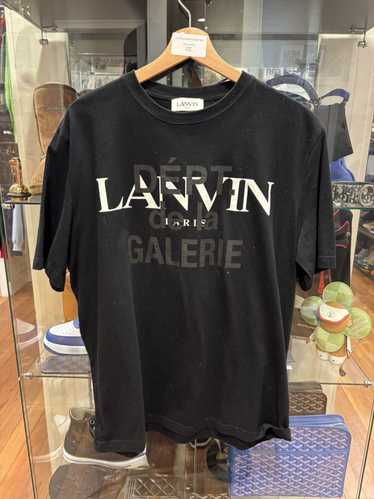 LANVIN
DÉPT.
LANVIN
de la
PARIS
GALERIE